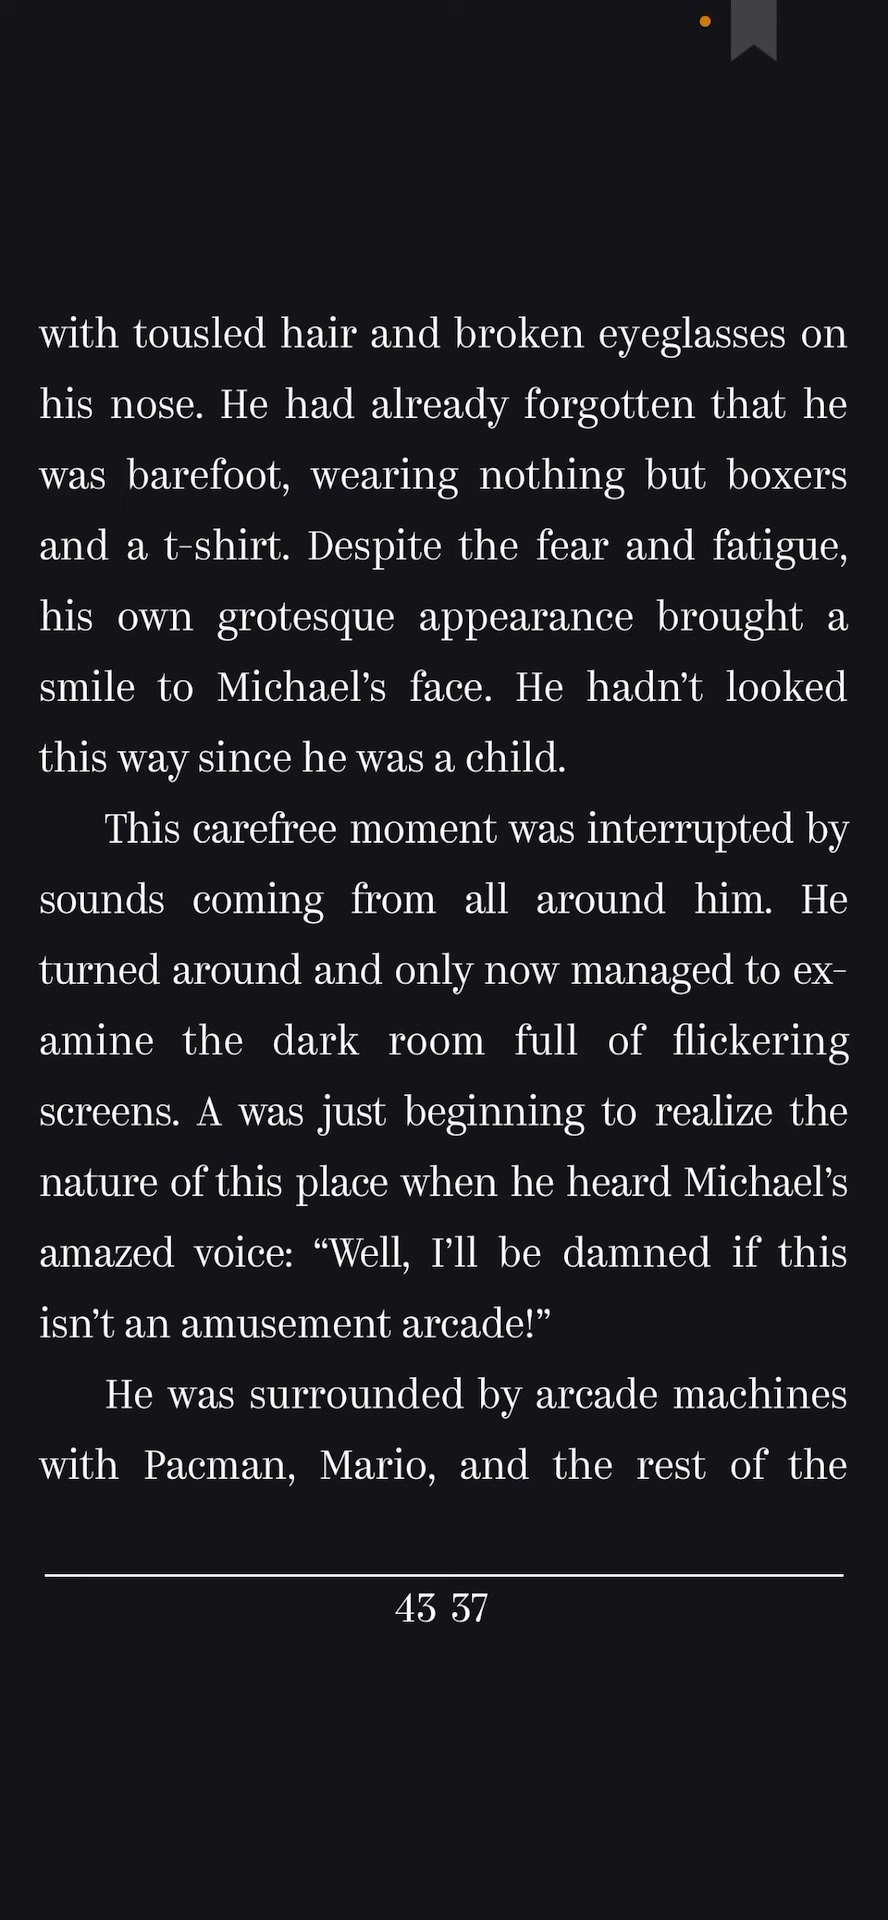 with tousled hair and broken eyeglasses on
his nose. He had already forgotten that he
was barefoot, wearing nothing but boxers
and a t-shirt. Despite the fear and fatigue,
his own grotesque appearance brought a
smile to Michael’s face. He hadn’t looked
this way since he was a child.
This carefree moment was interrupted by
sounds coming from all around him. He
turned around and only now managed to ex-
amine the dark room full of flickering
screens. A was just beginning to realize the
nature of this place when he heard Michael’s
amazed voice: “Well, I’ll be damned if this
isn’t an amusement arcade!”
He was surrounded by arcade machines
with Pacman, Mario, and the rest of the
43 37